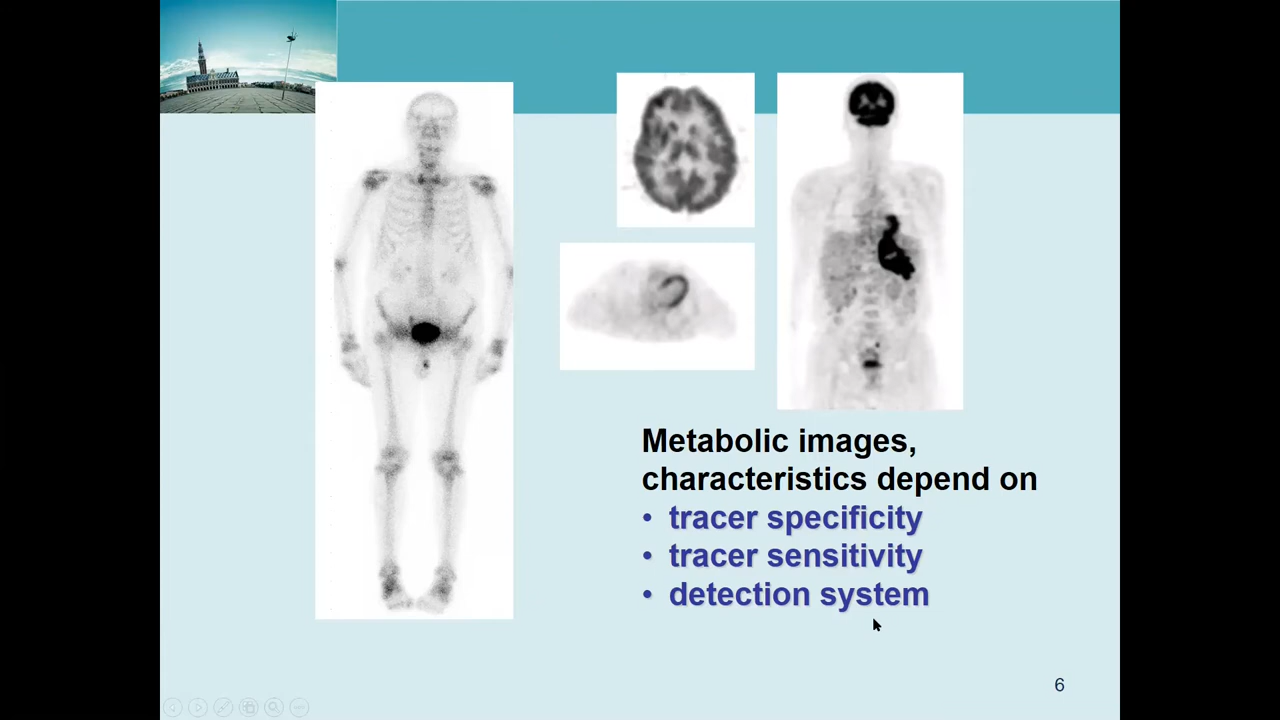 Metabolic images,
characteristics depend on
• tracer specificity
• tracer sensitivity
• detection system
6